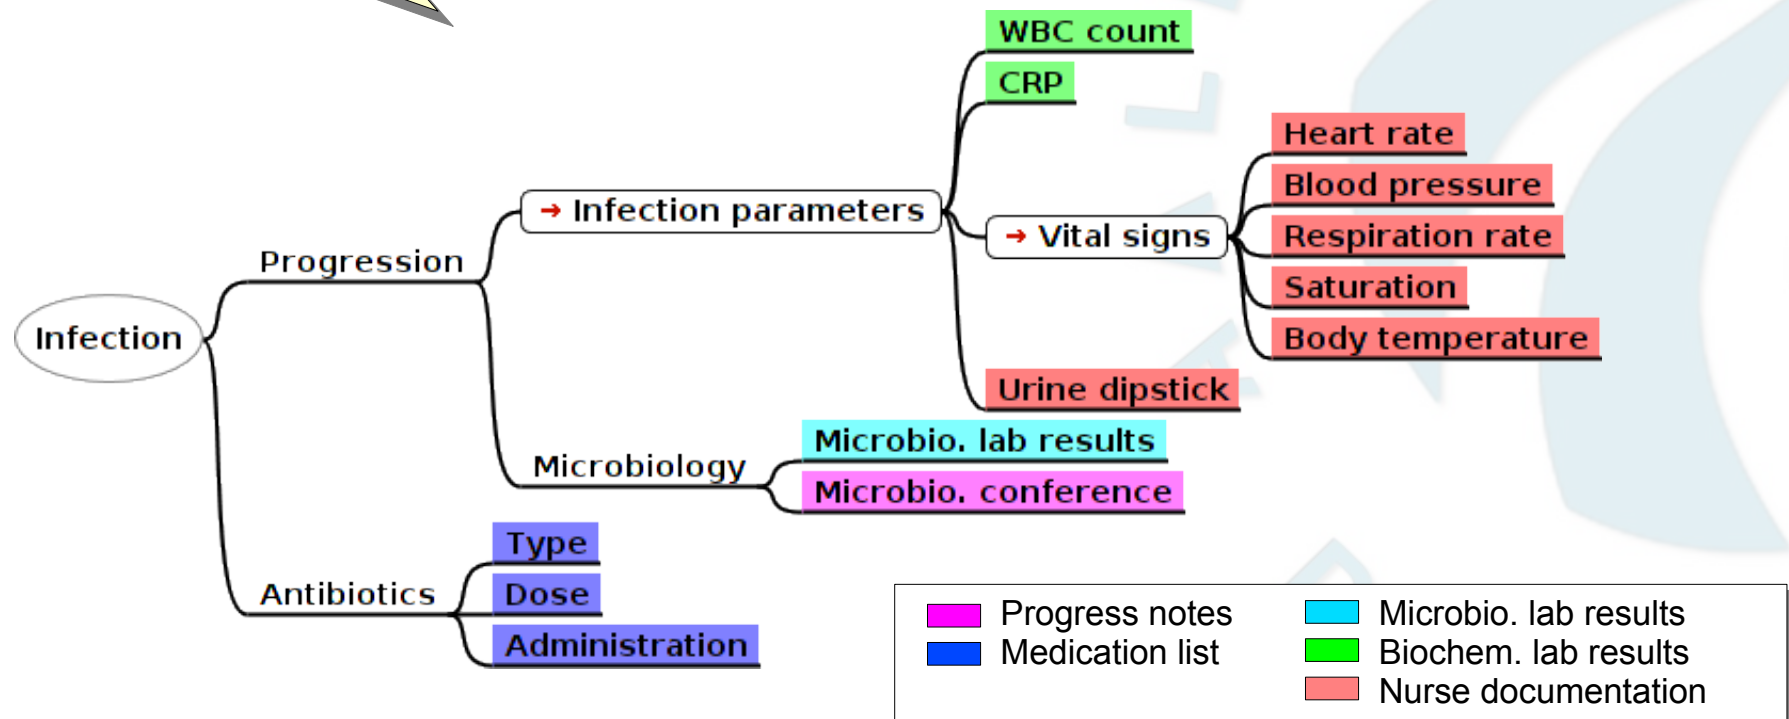 WBC count
CRP
Heart rate
Blood pressure
→ Infection parameters
→ Vital signs
Respiration rate
Progression
Saturation
Infection
Body temperature
Urine dipstick
Microbio. lab results
Microbiology
Microbio. conference
Type
Antibiotics
Dose
Administration
Progress notes
Medication list
Microbio. lab results
Biochem. lab results
Nurse documentation